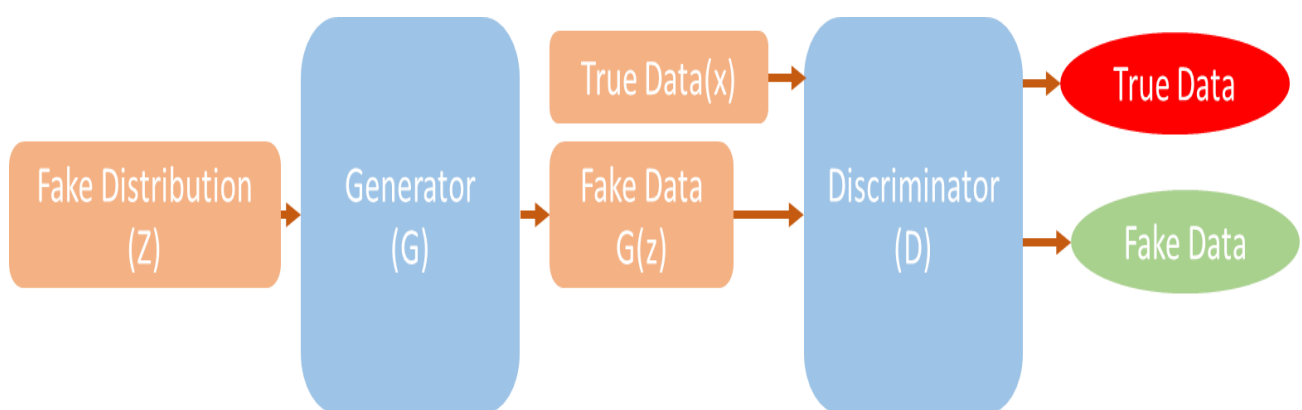 Fake Distribution
(Z)
Generator
(G)
True Data(x)
Fake Data
G(z)
Discriminator
(D)
True Data
Fake Data